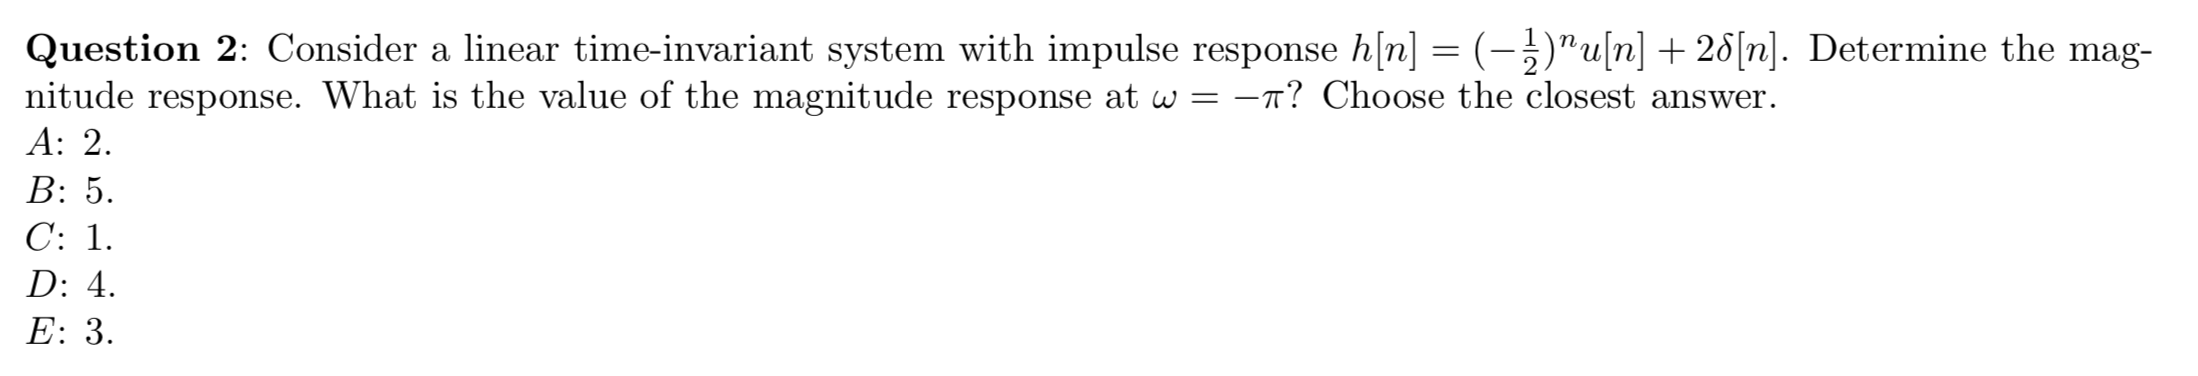 Question 2: Consider a linear time-invariant system with impulse response $h[n] = (-\frac{1}{2})^n u[n] + 2\delta[n]$. Determine the mag-
nitude response. What is the value of the magnitude response at $\omega = -\pi$? Choose the closest answer.
A: 2.
B: 5.
C: 1.
D: 4.
E: 3.